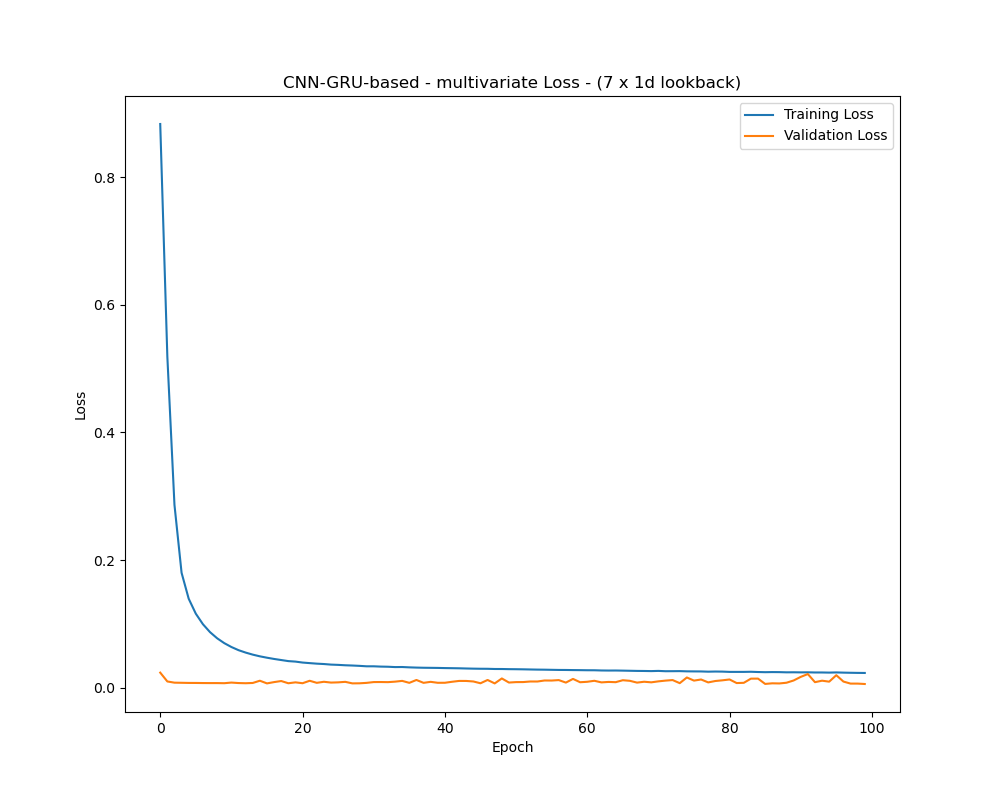 CNN-GRU-based - multivariate Loss - (7 x 1d lookback)
Training Loss
Validation Loss
0.8
0.6
0.4
0.2
0.0
Loss
0 20 40 60 80 100
Epoch